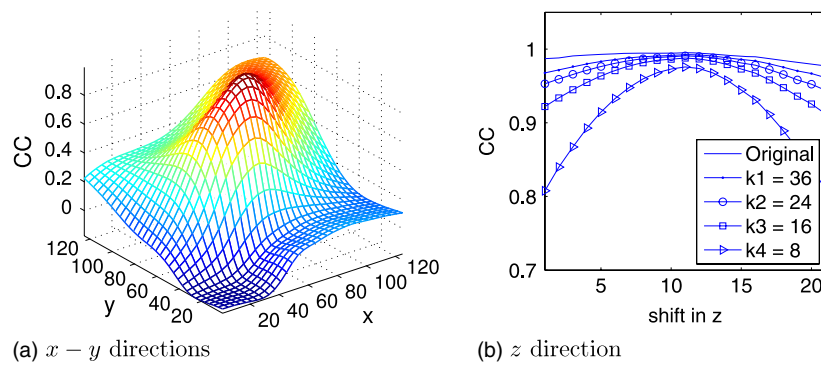 0.8
0.6
0.4
0.2
0
CC
120
100
80
60
40
20
y
20
40
60
80
100
120
x
(a) x − y directions
1
0.9
0.8
0.7
CC
5
10
15
20
shift in z
Original
k1 = 36
k2 = 24
k3 = 16
k4 = 8
(b) z direction